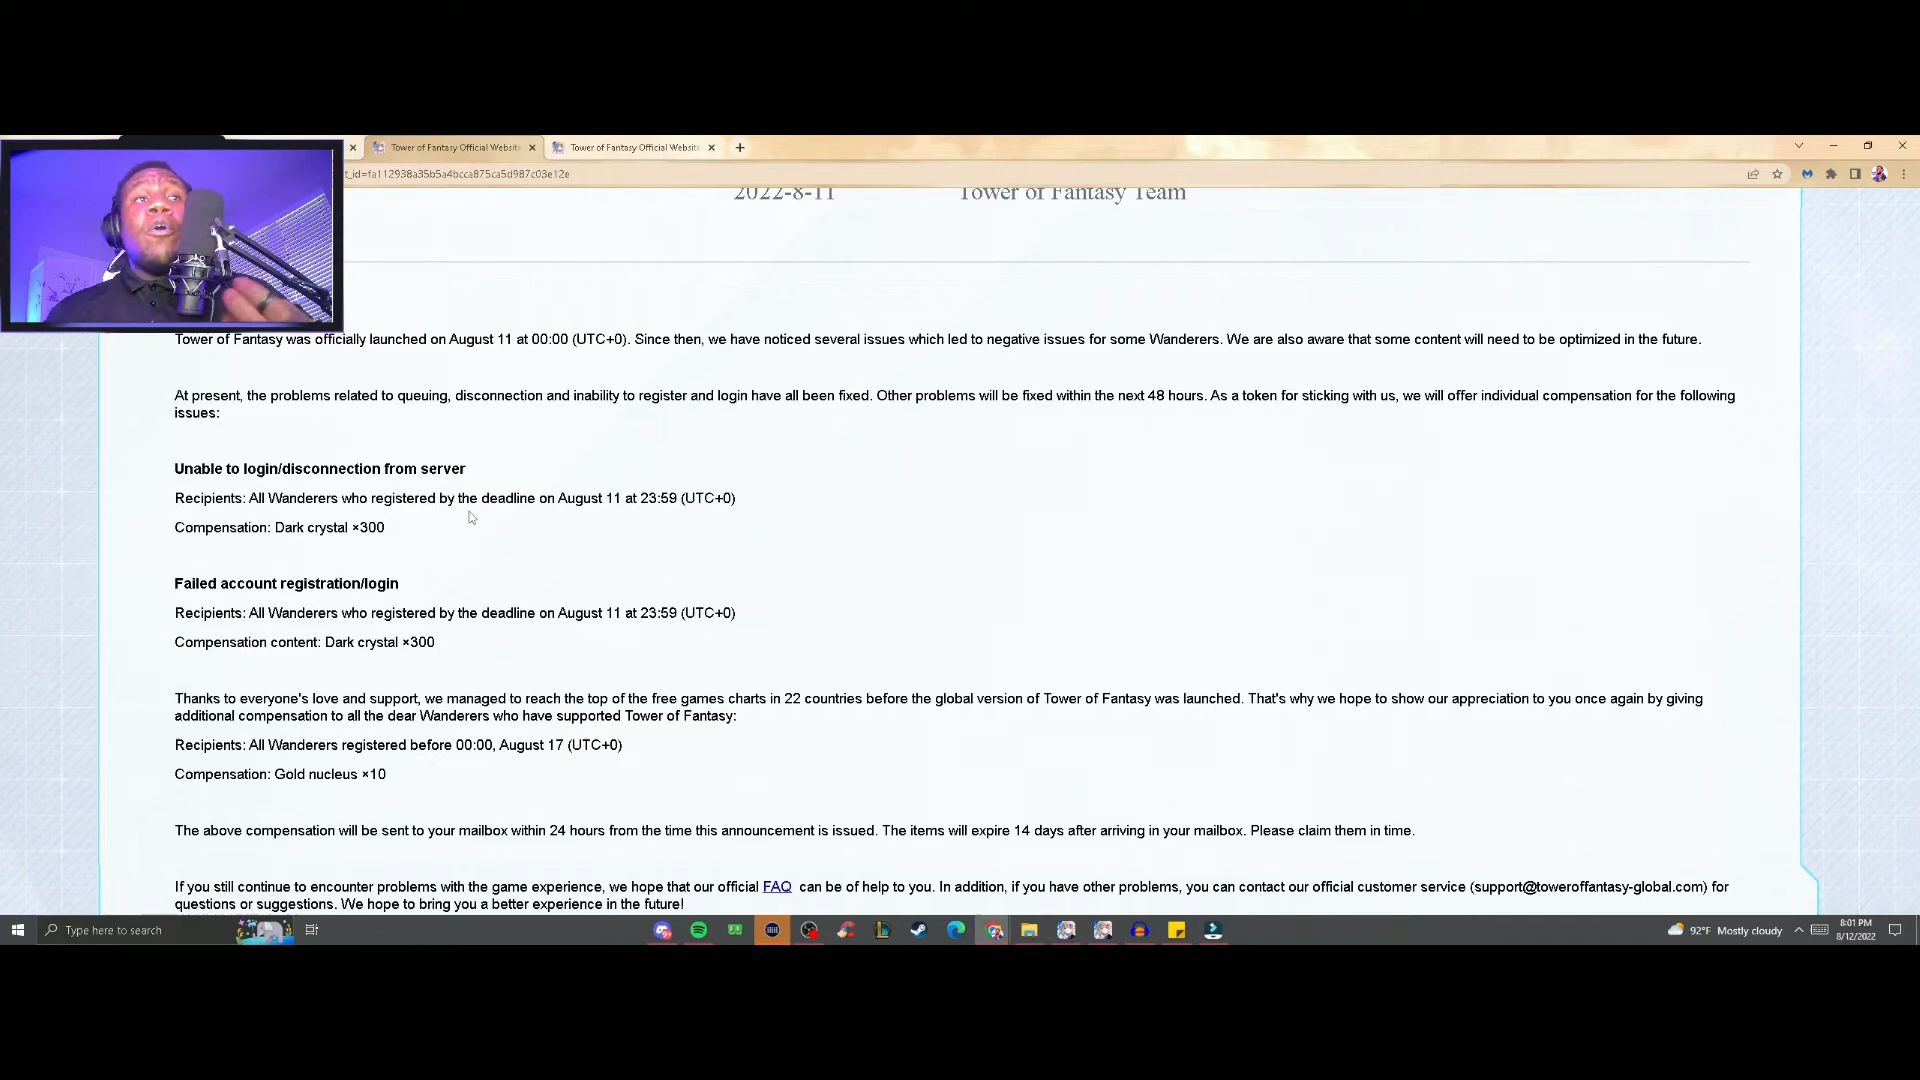 Tower of Fantasy Official Website
Tower of Fantasy Official Website
t_id=fa112938a35b5a4bcca875ca5d987c03e12e
2022-8-11 Tower of Fantasy Team
Tower of Fantasy was officially launched on August 11 at 00:00 (UTC+0). Since then, we have noticed several issues which led to negative issues for some Wanderers. We are also aware that some content will need to be optimized in the future.
At present, the problems related to queuing, disconnection and inability to register and login have all been fixed. Other problems will be fixed within the next 48 hours. As a token for sticking with us, we will offer individual compensation for the following
issues:
Unable to login/disconnection from server
Recipients: All Wanderers who registered by the deadline on August 11 at 23:59 (UTC+0)
Compensation: Dark crystal ×300
Failed account registration/login
Recipients: All Wanderers who registered by the deadline on August 11 at 23:59 (UTC+0)
Compensation content: Dark crystal ×300
Thanks to everyone's love and support, we managed to reach the top of the free games charts in 22 countries before the global version of Tower of Fantasy was launched. That's why we hope to show our appreciation to you once again by giving
additional compensation to all the dear Wanderers who have supported Tower of Fantasy:
Recipients: All Wanderers registered before 00:00, August 17 (UTC+0)
Compensation: Gold nucleus ×10
The above compensation will be sent to your mailbox within 24 hours from the time this announcement is issued. The items will expire 14 days after arriving in your mailbox. Please claim them in time.
If you still continue to encounter problems with the game experience, we hope that our official FAQ can be of help to you. In addition, if you have other problems, you can contact our official customer service (support@toweroffantasy-global.com) for
questions or suggestions. We hope to bring you a better experience in the future!
Type here to search
92°F Mostly cloudy
8:01 PM
8/12/2022